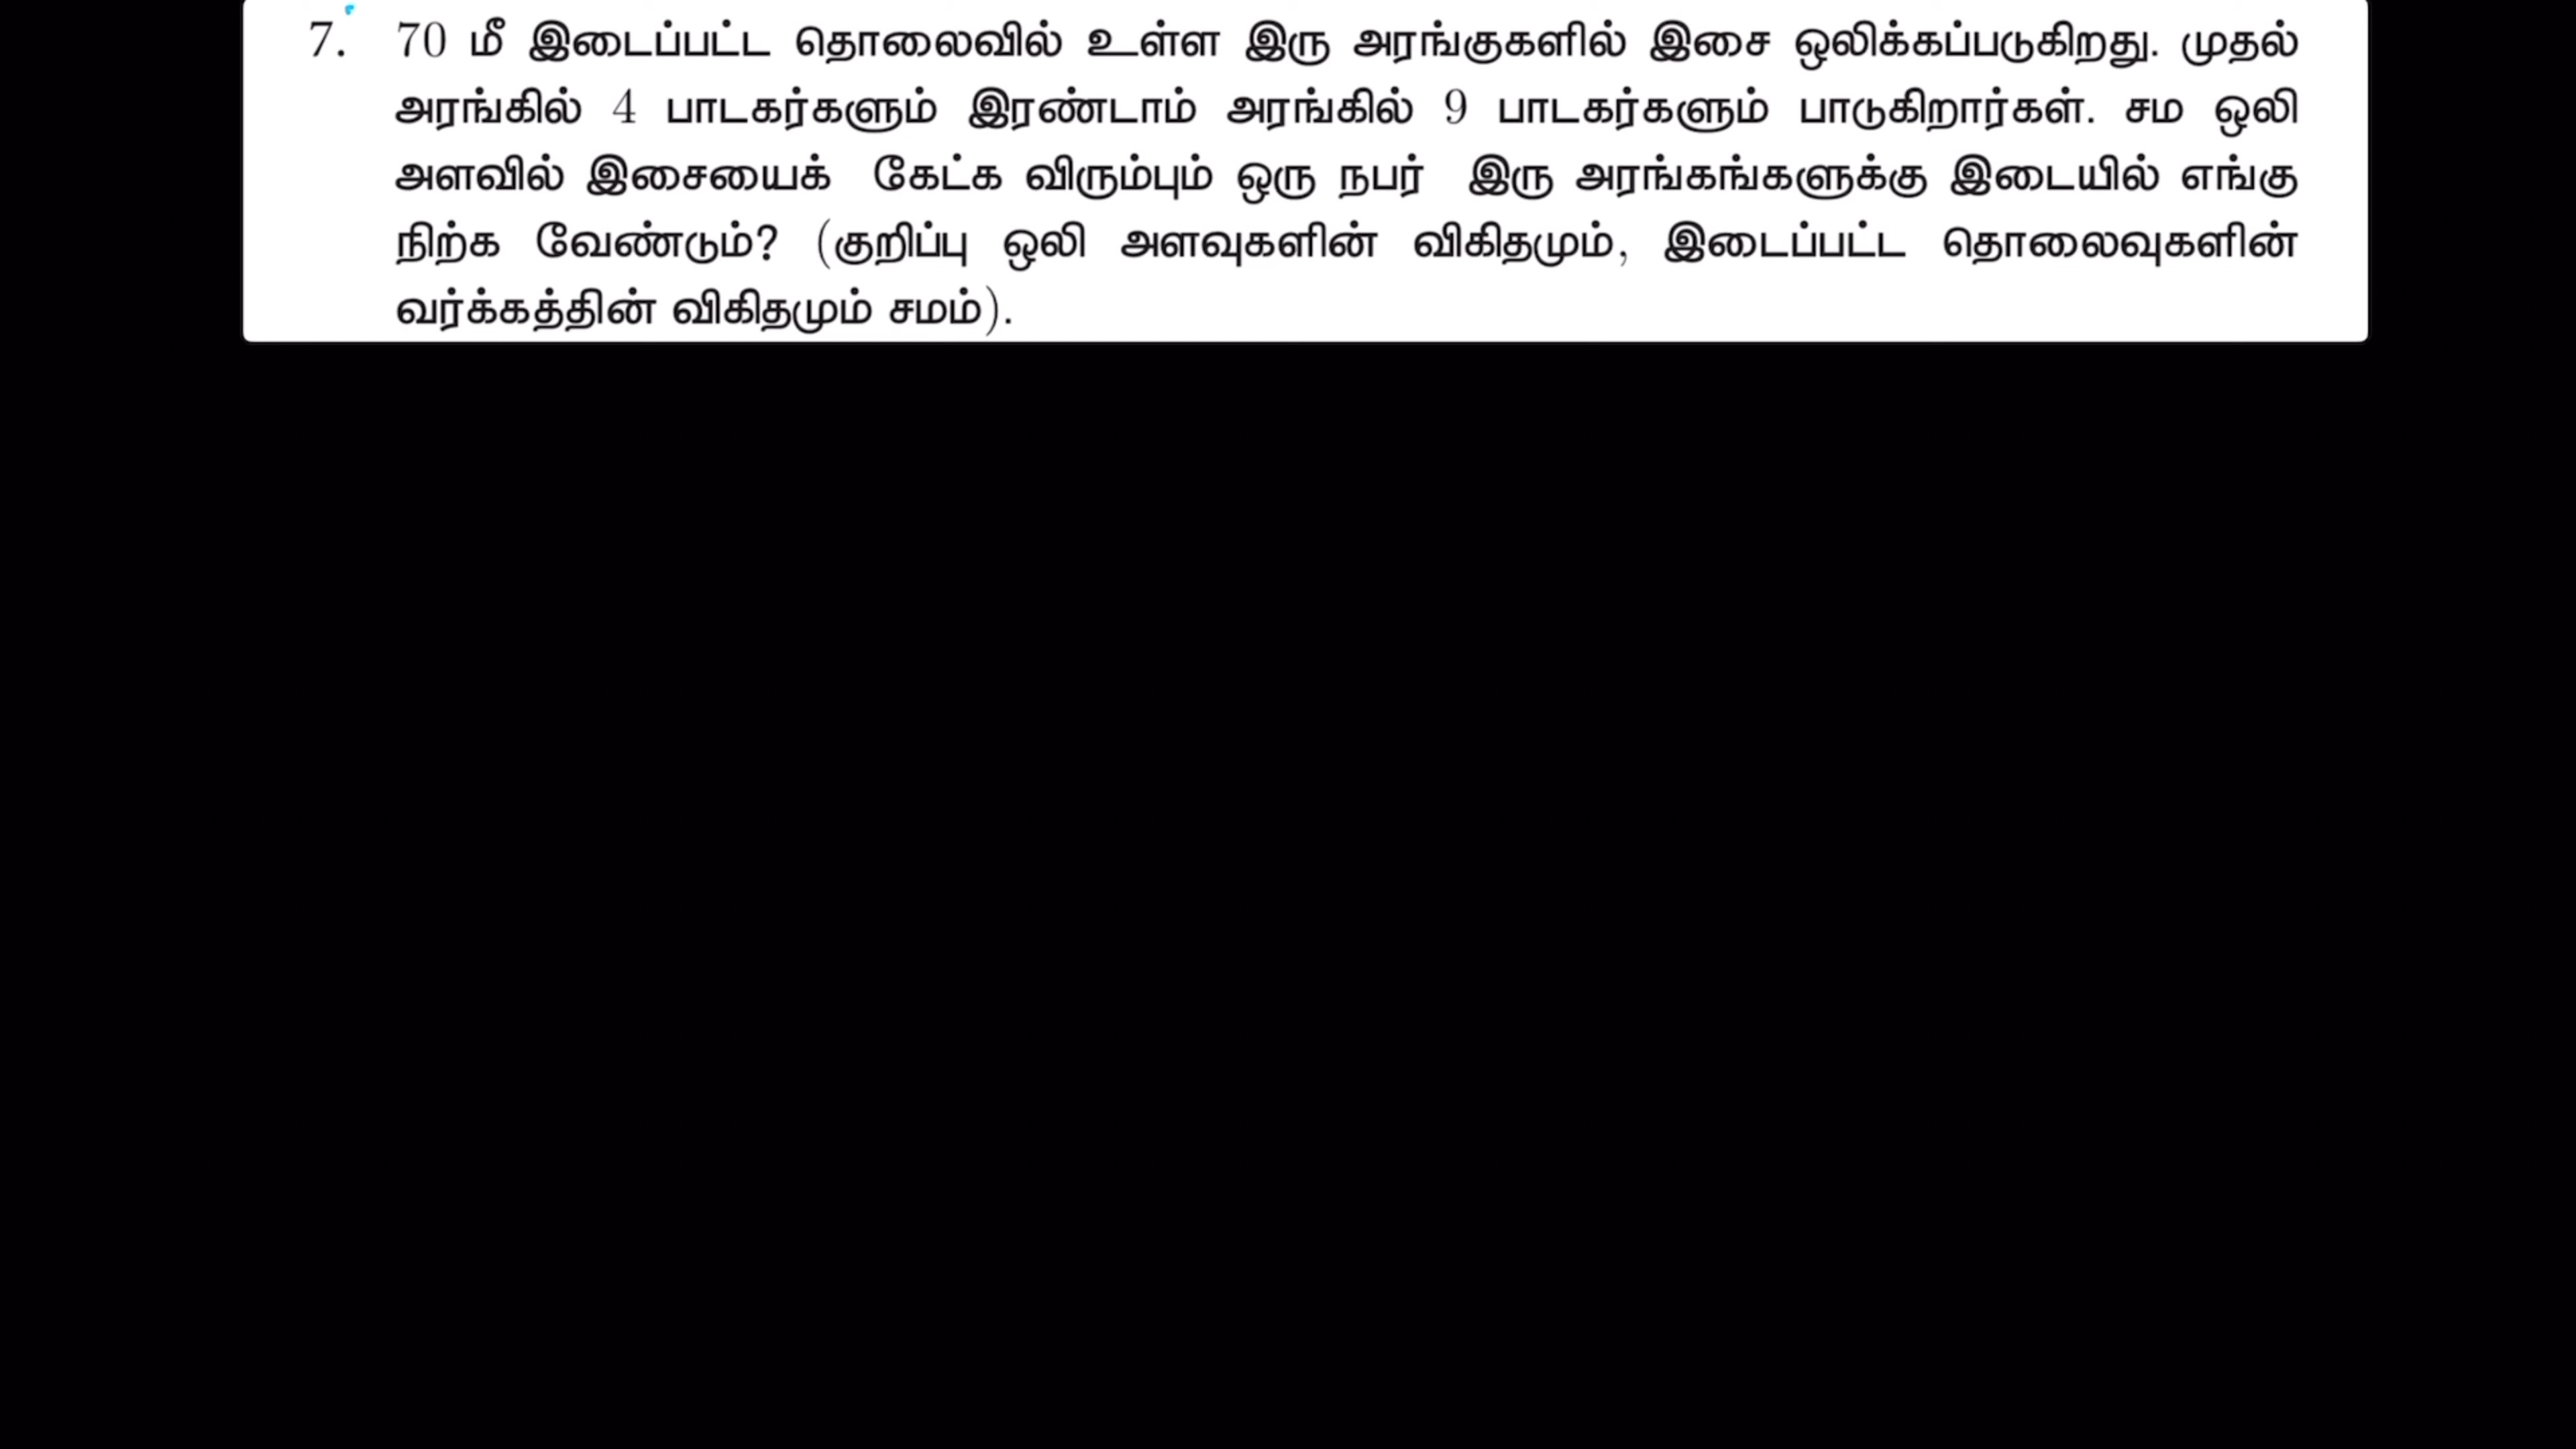 7. 70 மீ இடைப்பட்ட தொலைவில் உள்ள இரு அரங்குகளில் இசை ஒலிக்கப்படுகிறது. முதல்
அரங்கில் 4 பாடகர்களும் இரண்டாம் அரங்கில் 9 பாடகர்களும் பாடுகிறார்கள். சம ஒலி
அளவில் இசையைக் கேட்க விரும்பும் ஒரு நபர் இரு அரங்கங்களுக்கு இடையில் எங்கு
நிற்க வேண்டும்? (குறிப்பு ஒலி அளவுகளின் விகிதமும், இடைப்பட்ட தொலைவுகளின்
வர்க்கத்தின் விகிதமும் சமம்).